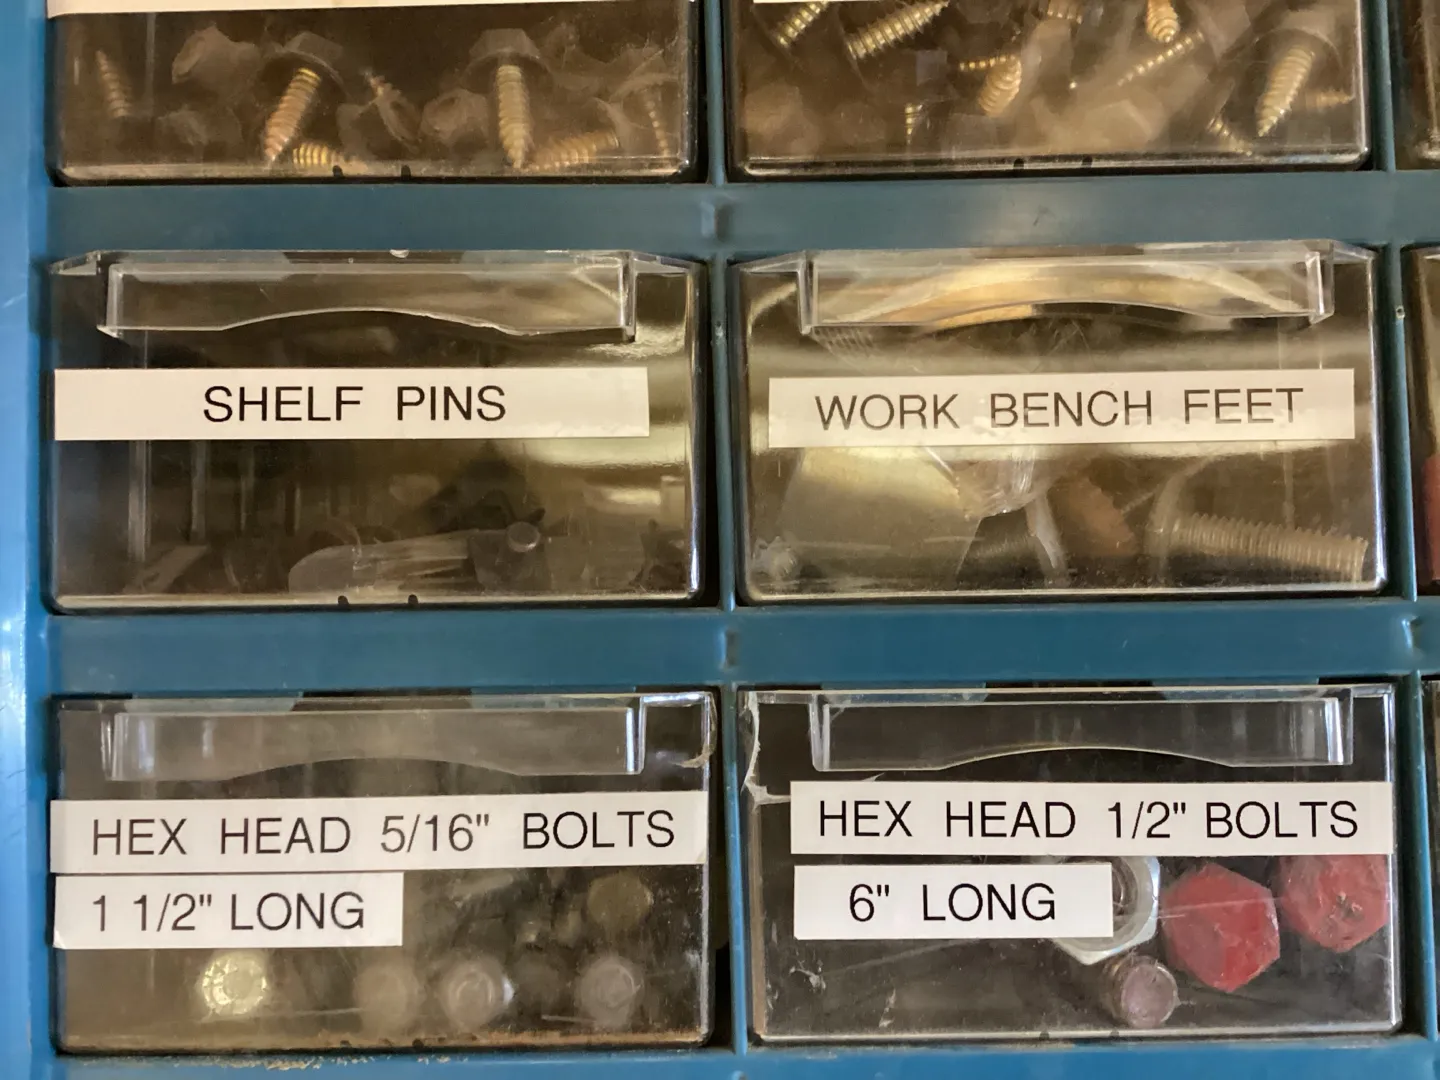 SHELF PINS
WORK BENCH FEET
HEX HEAD 5/16" BOLTS
1 1/2" LONG
HEX HEAD 1/2" BOLTS
6" LONG